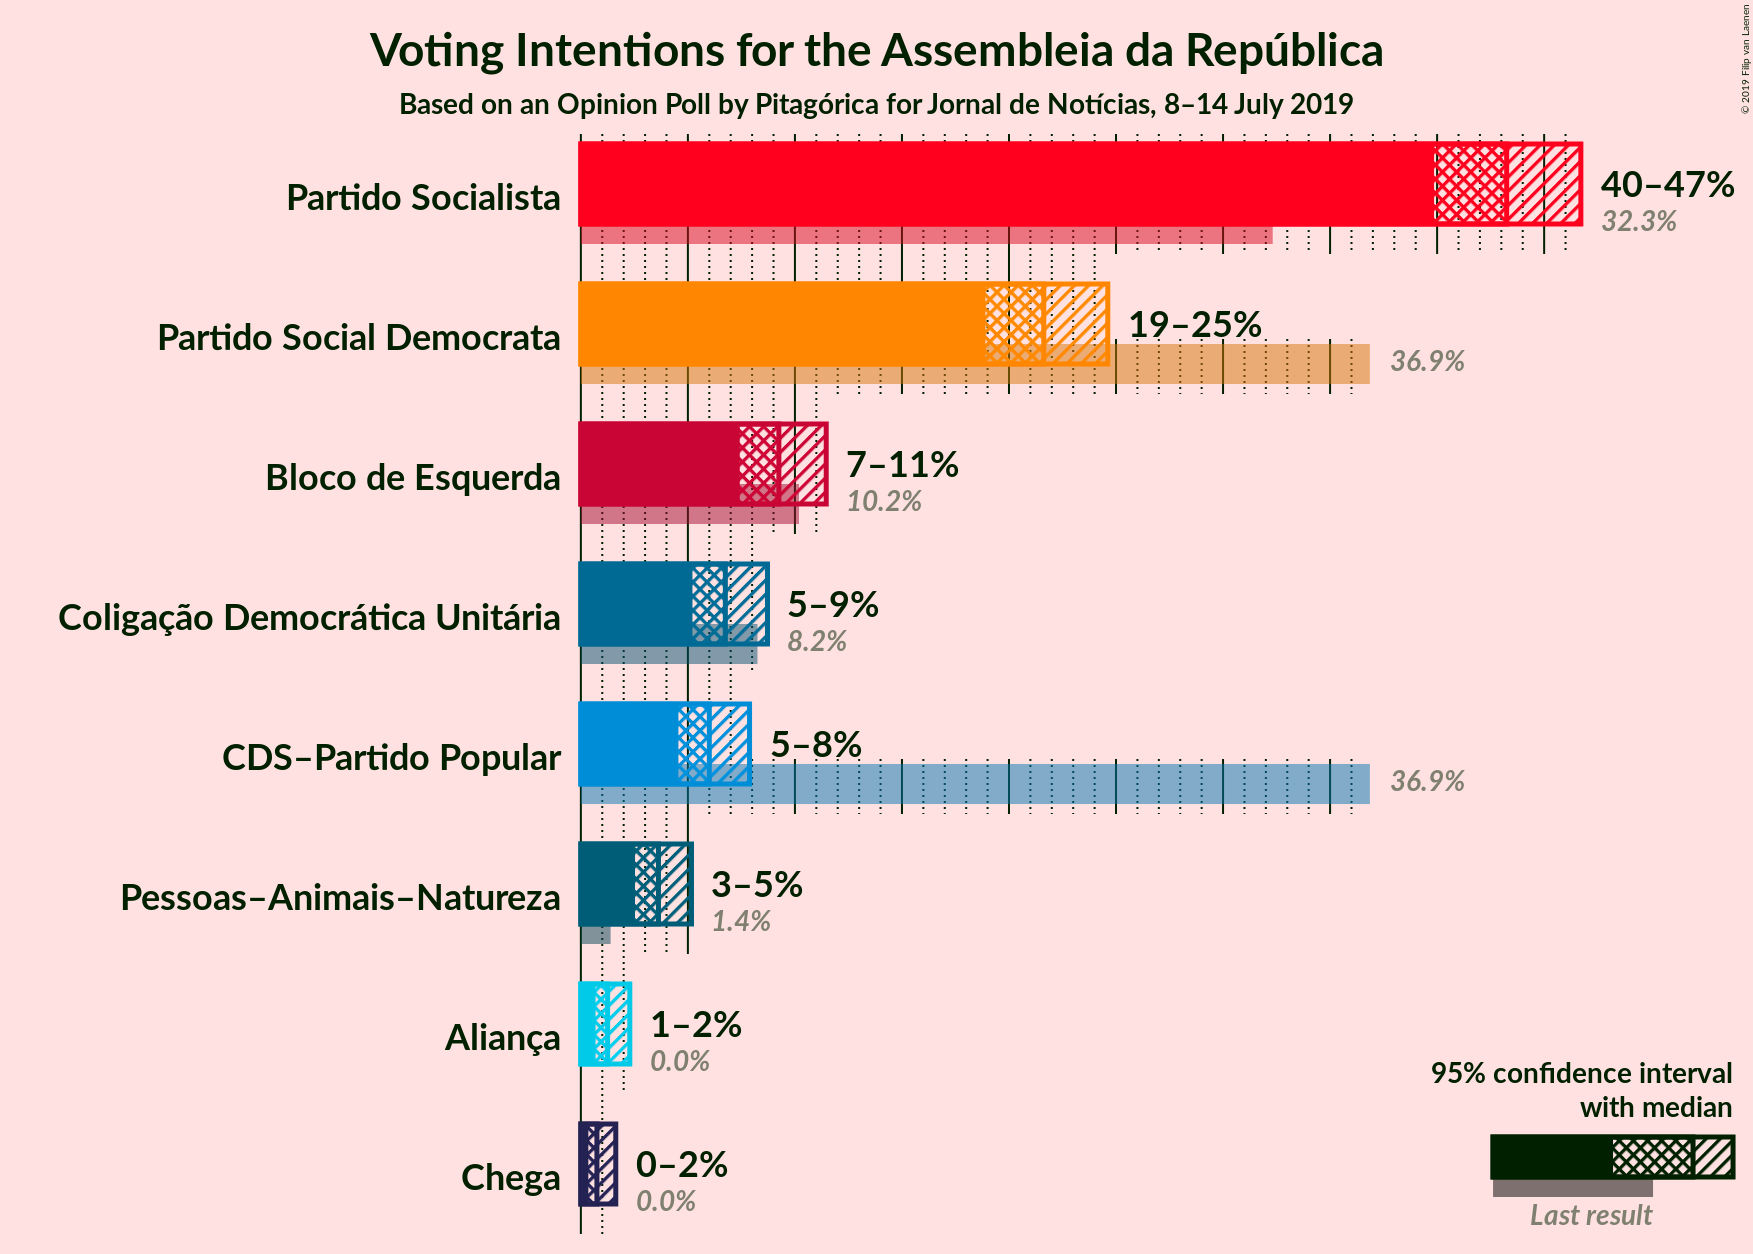 Voting Intentions for the Assembleia da República
Based on an Opinion Poll by Pitagórica for Jornal de Notícias, 8–14 July 2019
© 2019 Filip van Laenen
Partido Socialista
40–47%
32.3%
Partido Social Democrata
19–25%
36.9%
Bloco de Esquerda
7–11%
10.2%
Coligação Democrática Unitária
5–9%
8.2%
CDS–Partido Popular
5–8%
36.9%
Pessoas–Animais–Natureza
3–5%
1.4%
Aliança
1–2%
0.0%
Chega
0–2%
0.0%
95% confidence interval
with median
Last result